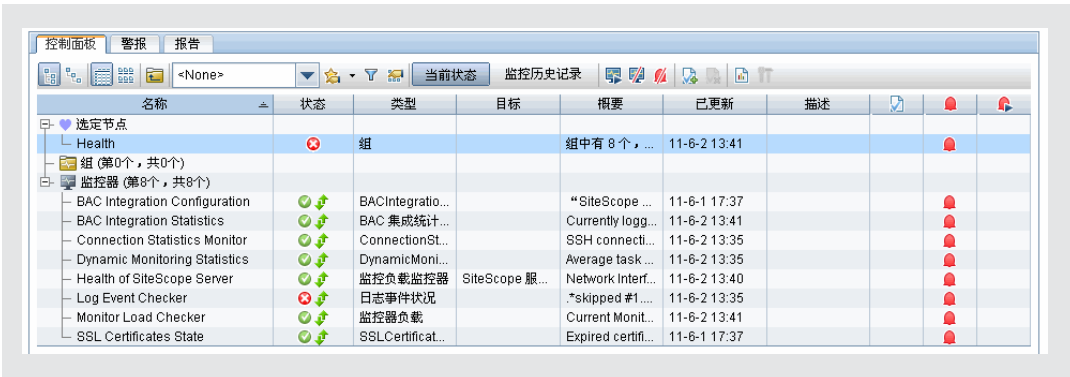 控制面板 警报 报告
<None> 当前状态 监控历史记录
名称 状态 类型 目标 概要 已更新 描述
选定节点
Health 组 组中有 8 个，... 11-6-2 13:41
组 (第0个，共0个)
监控器 (第8个，共8个)
BAC Integration Configuration BACIntegratio... “SiteScope ... 11-6-1 17:37
BAC Integration Statistics BAC 集成统计... Currently logg... 11-6-2 13:41
Connection Statistics Monitor ConnectionSt... SSH connecti... 11-6-2 13:35
Dynamic Monitoring Statistics DynamicMoni... Average task ... 11-6-2 13:35
Health of SiteScope Server 监控负载监控器 SiteScope 服... Network Interf... 11-6-2 13:40
Log Event Checker 日志事件状况 .*skipped #1.... 11-6-2 13:35
Monitor Load Checker 监控器负载 Current Monit... 11-6-2 13:41
SSL Certificates State SSLCertificat... Expired certifi... 11-6-1 17:37